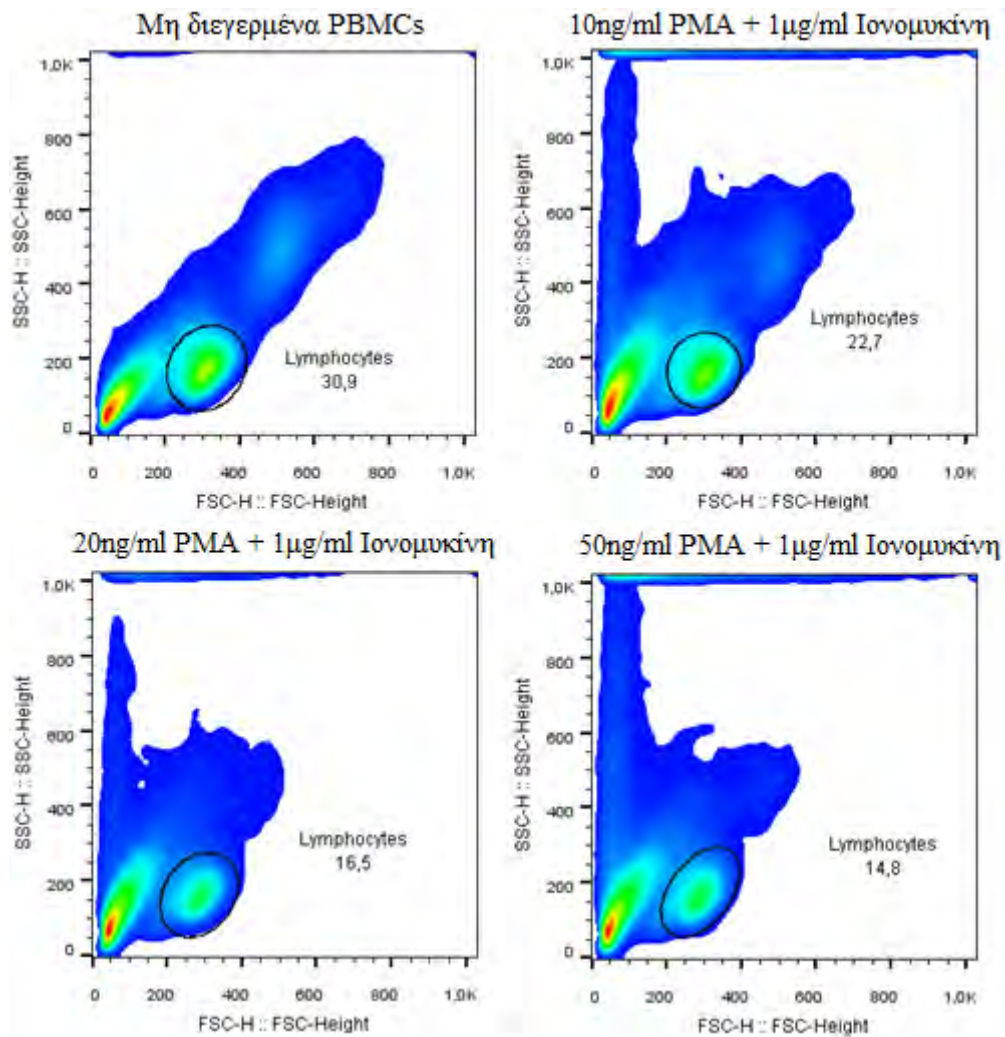 Μη διεγερμένα PBMCs
1,0K
800
600
400
200
0
SSC-H :: SSC-Height
Lymphocytes
30,9
0 200 400 600 800 1,0K
FSC-H :: FSC-Height
10ng/ml PMA + 1μg/ml Ιονομυκίνη
1,0K
800
600
400
200
0
SSC-H :: SSC-Height
Lymphocytes
22,7
0 200 400 600 800 1,0K
FSC-H :: FSC-Height
20ng/ml PMA + 1μg/ml Ιονομυκίνη
1,0K
800
600
400
200
0
SSC-H :: SSC-Height
Lymphocytes
16,5
0 200 400 600 800 1,0K
FSC-H :: FSC-Height
50ng/ml PMA + 1μg/ml Ιονομυκίνη
1,0K
800
600
400
200
0
SSC-H :: SSC-Height
Lymphocytes
14,8
0 200 400 600 800 1,0K
FSC-H :: FSC-Height